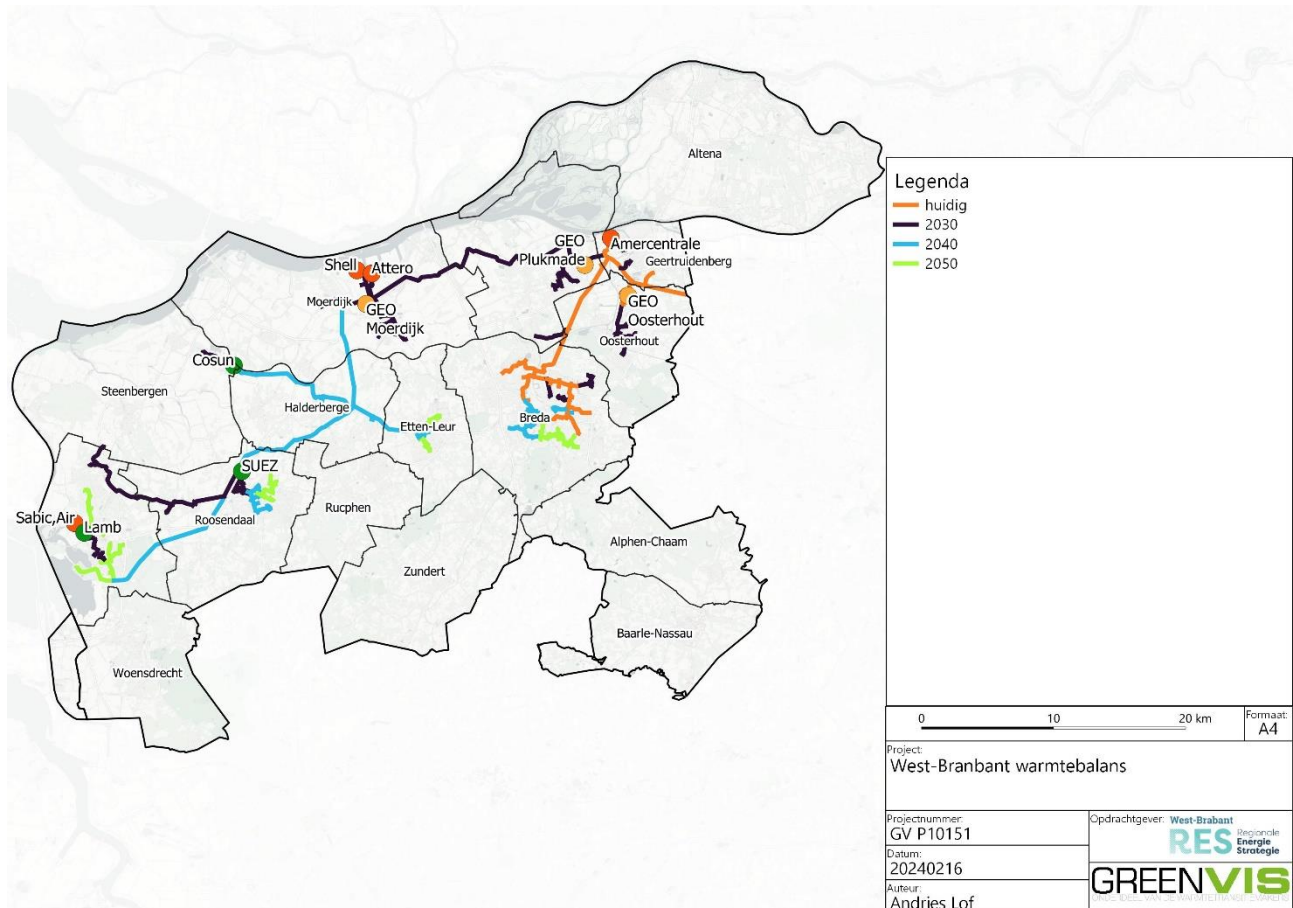 Altena
GEO
Plukmade
Amercentrale
Geertruidenberg
Shell
Attero
Moerdijk
GEO
Moerdijk
GEO
Oosterhout
Oosterhout
Cosun
Steenbergen
Halderberge
Etten-Leur
Breda
SUEZ
Roosendaal
Rucphen
Sabic,Air
Lamb
Zundert
Alphen-Chaam
Baarle-Nassau
Woensdrecht
Legenda
huidig
2030
2040
2050
0 10 20 km
Formaat:
A4
Project:
West-Branbant warmtebalans
Projectnummer:
GV P10151
Datum:
20240216
Auteur:
Andries Lof
Opdrachtgever:
West-Brabant
RES
Regionale
Energie
Strategie
GREENVIS